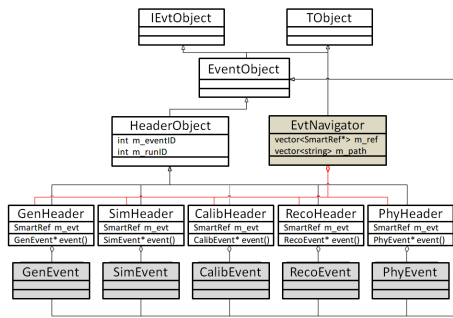 IEvtObject
TObject
EventObject
HeaderObject
int m_eventID
int m_runID
EvtNavigator
vector<SmartRef*> m_ref
vector<string> m_path
GenHeader
SmartRef m_evt
GenEvent* event()
SimHeader
SmartRef m_evt
SimEvent* event()
CalibHeader
SmartRef m_evt
CalibEvent* event()
RecoHeader
SmartRef m_evt
RecoEvent* event()
PhyHeader
SmartRef m_evt
PhyEvent* event()
GenEvent
SimEvent
CalibEvent
RecoEvent
PhyEvent